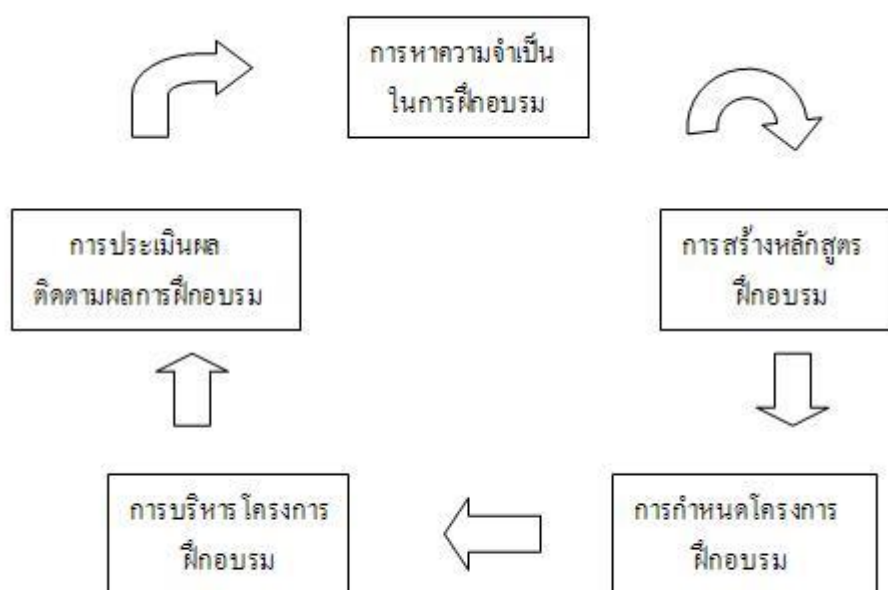 การหาความจำเป็น
ในการฝึกอบรม
การสร้างหลักสูตร
ฝึกอบรม
การกำหนดโครงการ
ฝึกอบรม
การบริหารโครงการ
ฝึกอบรม
การประเมินผล
ติดตามผลการฝึกอบรม